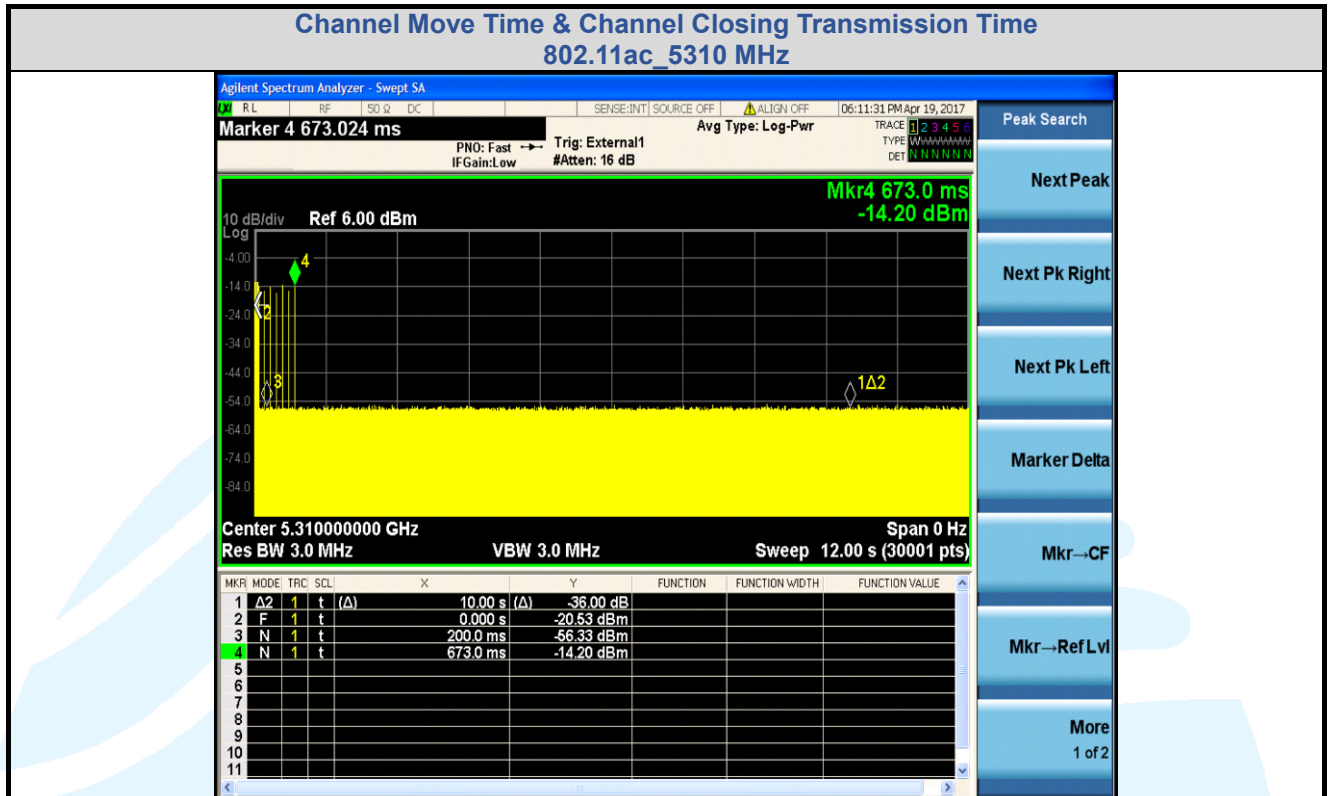 Channel Move Time & Channel Closing Transmission Time
802.11ac_5310 MHz
Agilent Spectrum Analyzer - Swept SA
LXI RL RF 50 Ω DC SENSE:INT SOURCE OFF ALIGN OFF 06:11:31 PM Apr 19, 2017
Marker 4 673.024 ms
PNO: Fast
IFGain:Low
Trig: External1
#Atten: 16 dB
Avg Type: Log-Pwr
TRACE 1 2 3 4 5 6
TYPE WWWWWW
DET N N N N N N
Mkr4 673.0 ms
-14.20 dBm
10 dB/div Ref 6.00 dBm
Log
-4.00
-14.0
-24.0
-34.0
-44.0
-54.0
-64.0
-74.0
-84.0
4
2
3
1Δ2
Center 5.310000000 GHz Span 0 Hz
Res BW 3.0 MHz VBW 3.0 MHz Sweep 12.00 s (30001 pts)
MKR MODE TRC SCL X Y FUNCTION FUNCTION WIDTH FUNCTION VALUE
1 Δ2 1 t (Δ) 10.00 s (Δ) -36.00 dB
2 F 1 t 0.000 s -20.53 dBm
3 N 1 t 200.0 ms -56.33 dBm
4 N 1 t 673.0 ms -14.20 dBm
5
6
7
8
9
10
11
Peak Search
Next Peak
Next Pk Right
Next Pk Left
Marker Delta
Mkr→CF
Mkr→Ref Lvl
More
1 of 2